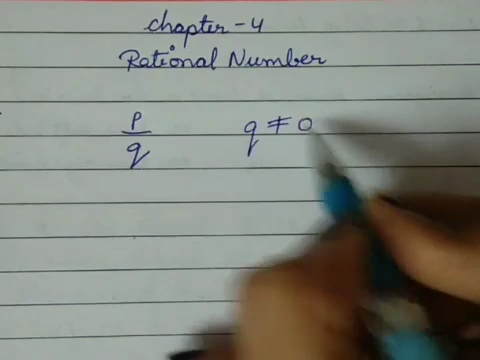 Chapter - 4
Rational Number
p/q q ≠ 0